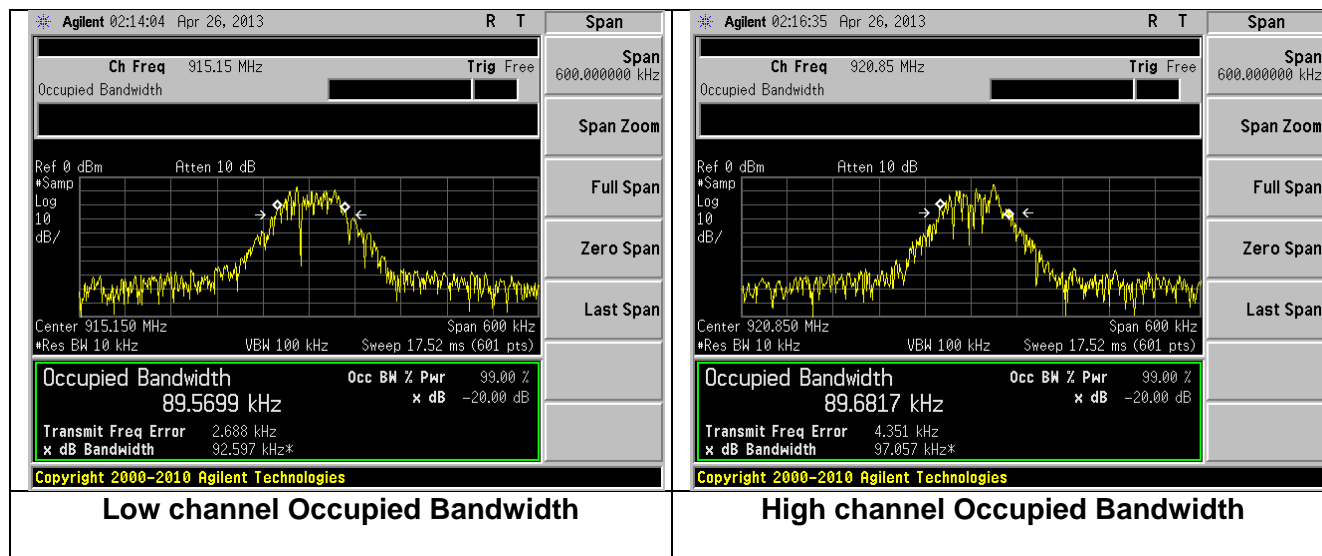 Agilent 02:14:04 Apr 26, 2013 R T
Span
Ch Freq 915.15 MHz Trig Free
Occupied Bandwidth
Span
600.000000 kHz
Span Zoom
Full Span
Zero Span
Last Span
Ref 0 dBm Atten 10 dB
#Samp
Log
10
dB/
Center 915.150 MHz Span 600 kHz
#Res BW 10 kHz VBW 100 kHz Sweep 17.52 ms (601 pts)
Occupied Bandwidth Occ BW % Pwr 99.00 %
89.5699 kHz x dB -20.00 dB
Transmit Freq Error 2.688 kHz
x dB Bandwidth 92.597 kHz*
Copyright 2000-2010 Agilent Technologies
Low channel Occupied Bandwidth
Agilent 02:16:35 Apr 26, 2013 R T
Span
Ch Freq 920.85 MHz Trig Free
Occupied Bandwidth
Span
600.000000 kHz
Span Zoom
Full Span
Zero Span
Last Span
Ref 0 dBm Atten 10 dB
#Samp
Log
10
dB/
Center 920.850 MHz Span 600 kHz
#Res BW 10 kHz VBW 100 kHz Sweep 17.52 ms (601 pts)
Occupied Bandwidth Occ BW % Pwr 99.00 %
89.6817 kHz x dB -20.00 dB
Transmit Freq Error 4.351 kHz
x dB Bandwidth 97.057 kHz*
Copyright 2000-2010 Agilent Technologies
High channel Occupied Bandwidth